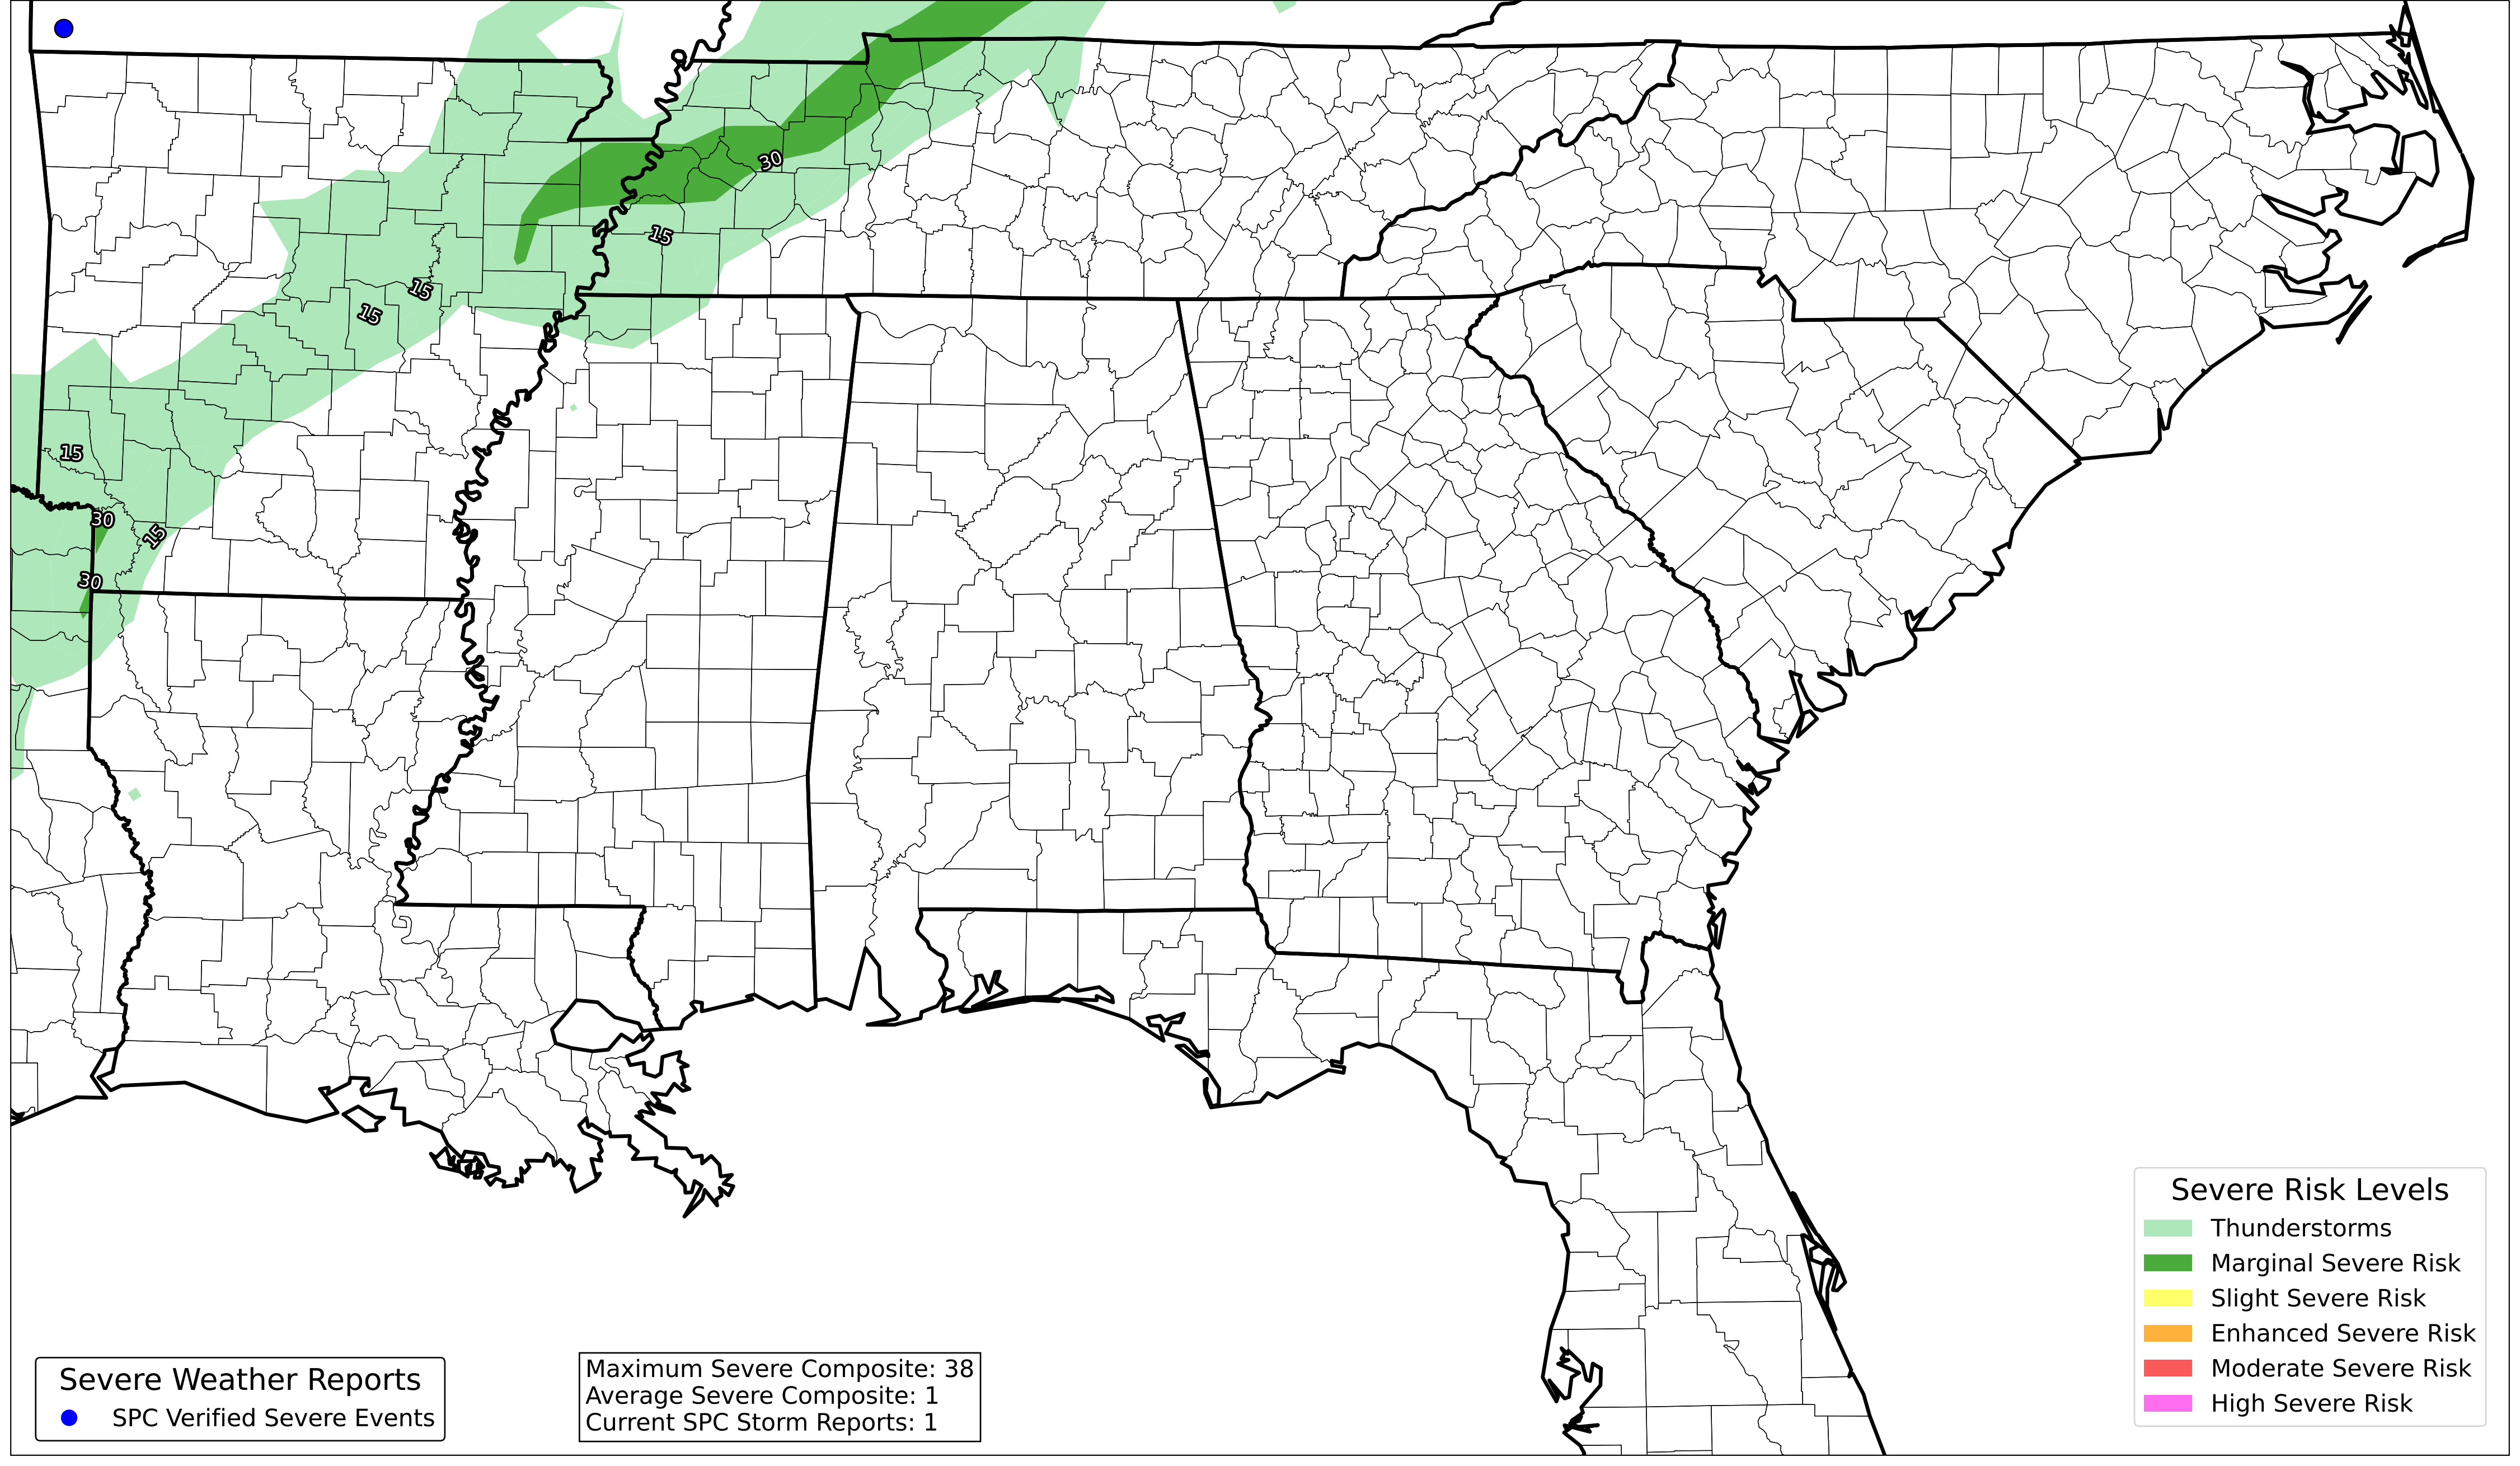 30
15
15
15
15
30
15
30
Severe Risk Levels
Thunderstorms
Marginal Severe Risk
Slight Severe Risk
Enhanced Severe Risk
Moderate Severe Risk
High Severe Risk
Severe Weather Reports
SPC Verified Severe Events
Maximum Severe Composite: 38
Average Severe Composite: 1
Current SPC Storm Reports: 1